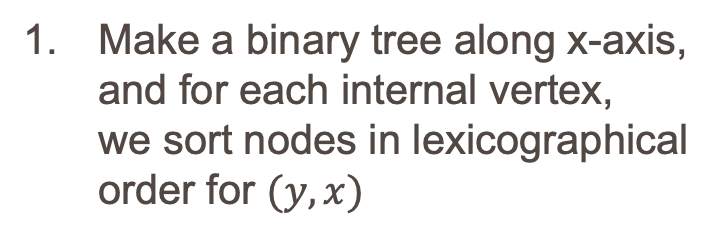 1. Make a binary tree along x-axis,
and for each internal vertex,
we sort nodes in lexicographical
order for (y, x)